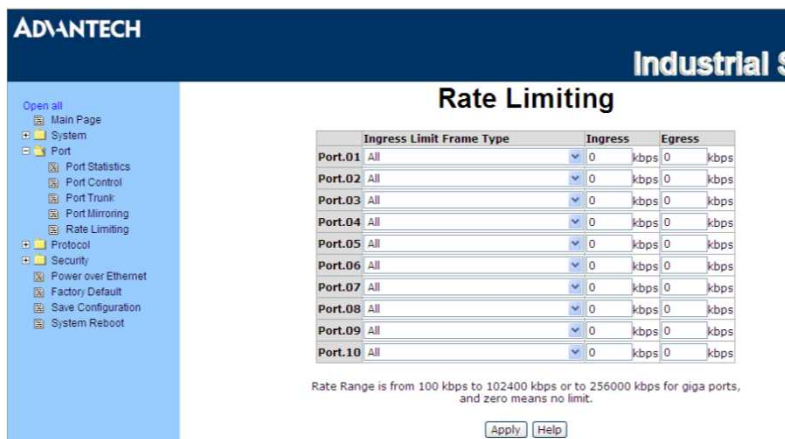 ADVANTECH
Industrial S
Open all
Main Page
System
Port
Port Statistics
Port Control
Port Trunk
Port Mirroring
Rate Limiting
Protocol
Security
Power over Ethernet
Factory Default
Save Configuration
System Reboot
Rate Limiting
Ingress Limit Frame Type Ingress Egress
Port.01 All 0 kbps 0 kbps
Port.02 All 0 kbps 0 kbps
Port.03 All 0 kbps 0 kbps
Port.04 All 0 kbps 0 kbps
Port.05 All 0 kbps 0 kbps
Port.06 All 0 kbps 0 kbps
Port.07 All 0 kbps 0 kbps
Port.08 All 0 kbps 0 kbps
Port.09 All 0 kbps 0 kbps
Port.10 All 0 kbps 0 kbps
Rate Range is from 100 kbps to 102400 kbps or to 256000 kbps for giga ports,
and zero means no limit.
Apply Help